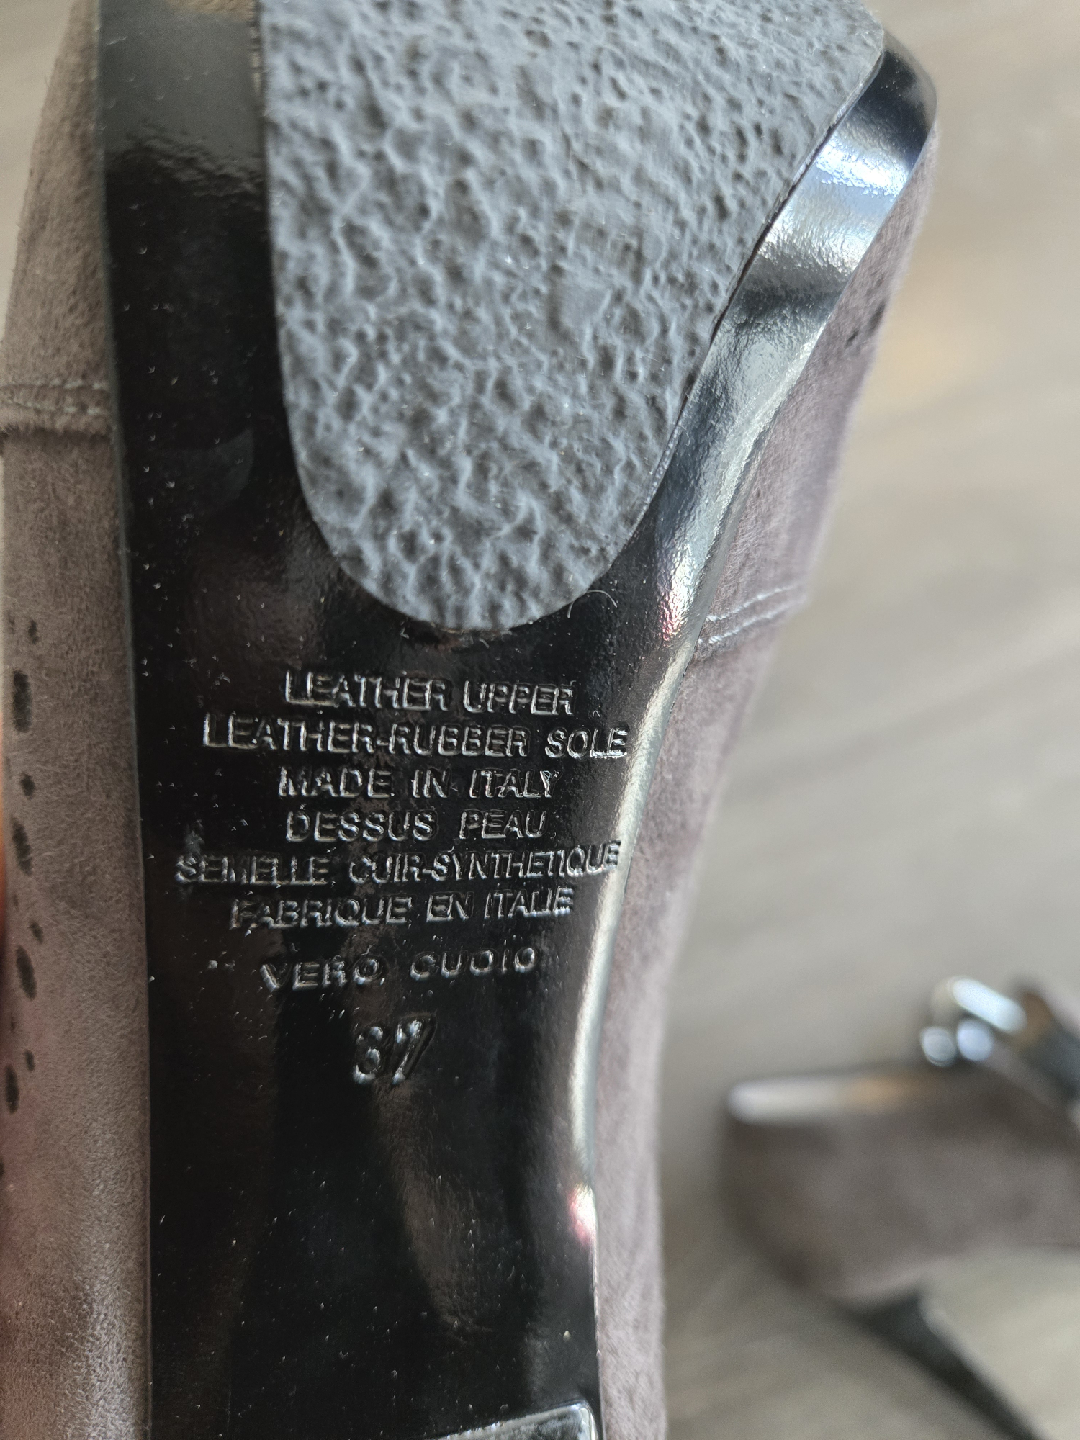 LEATHER UPPER
LEATHER-RUBBER SOLE
MADE IN ITALY
DESSUS PEAU
SEMELLE CUIR-SYNTHETIQUE
FABRIQUE EN ITALIE
VERO CUOIO
37